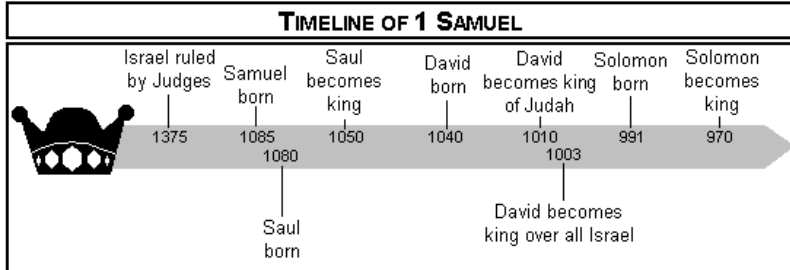 TIMELINE OF 1 SAMUEL
Israel ruled
by Judges
Samuel
born
Saul
becomes
king
David
born
David
becomes king
of Judah
Solomon
born
Solomon
becomes
king
1375 1085 1050 1040 1010 991 970
1080 1003
Saul
born
David becomes
king over all Israel